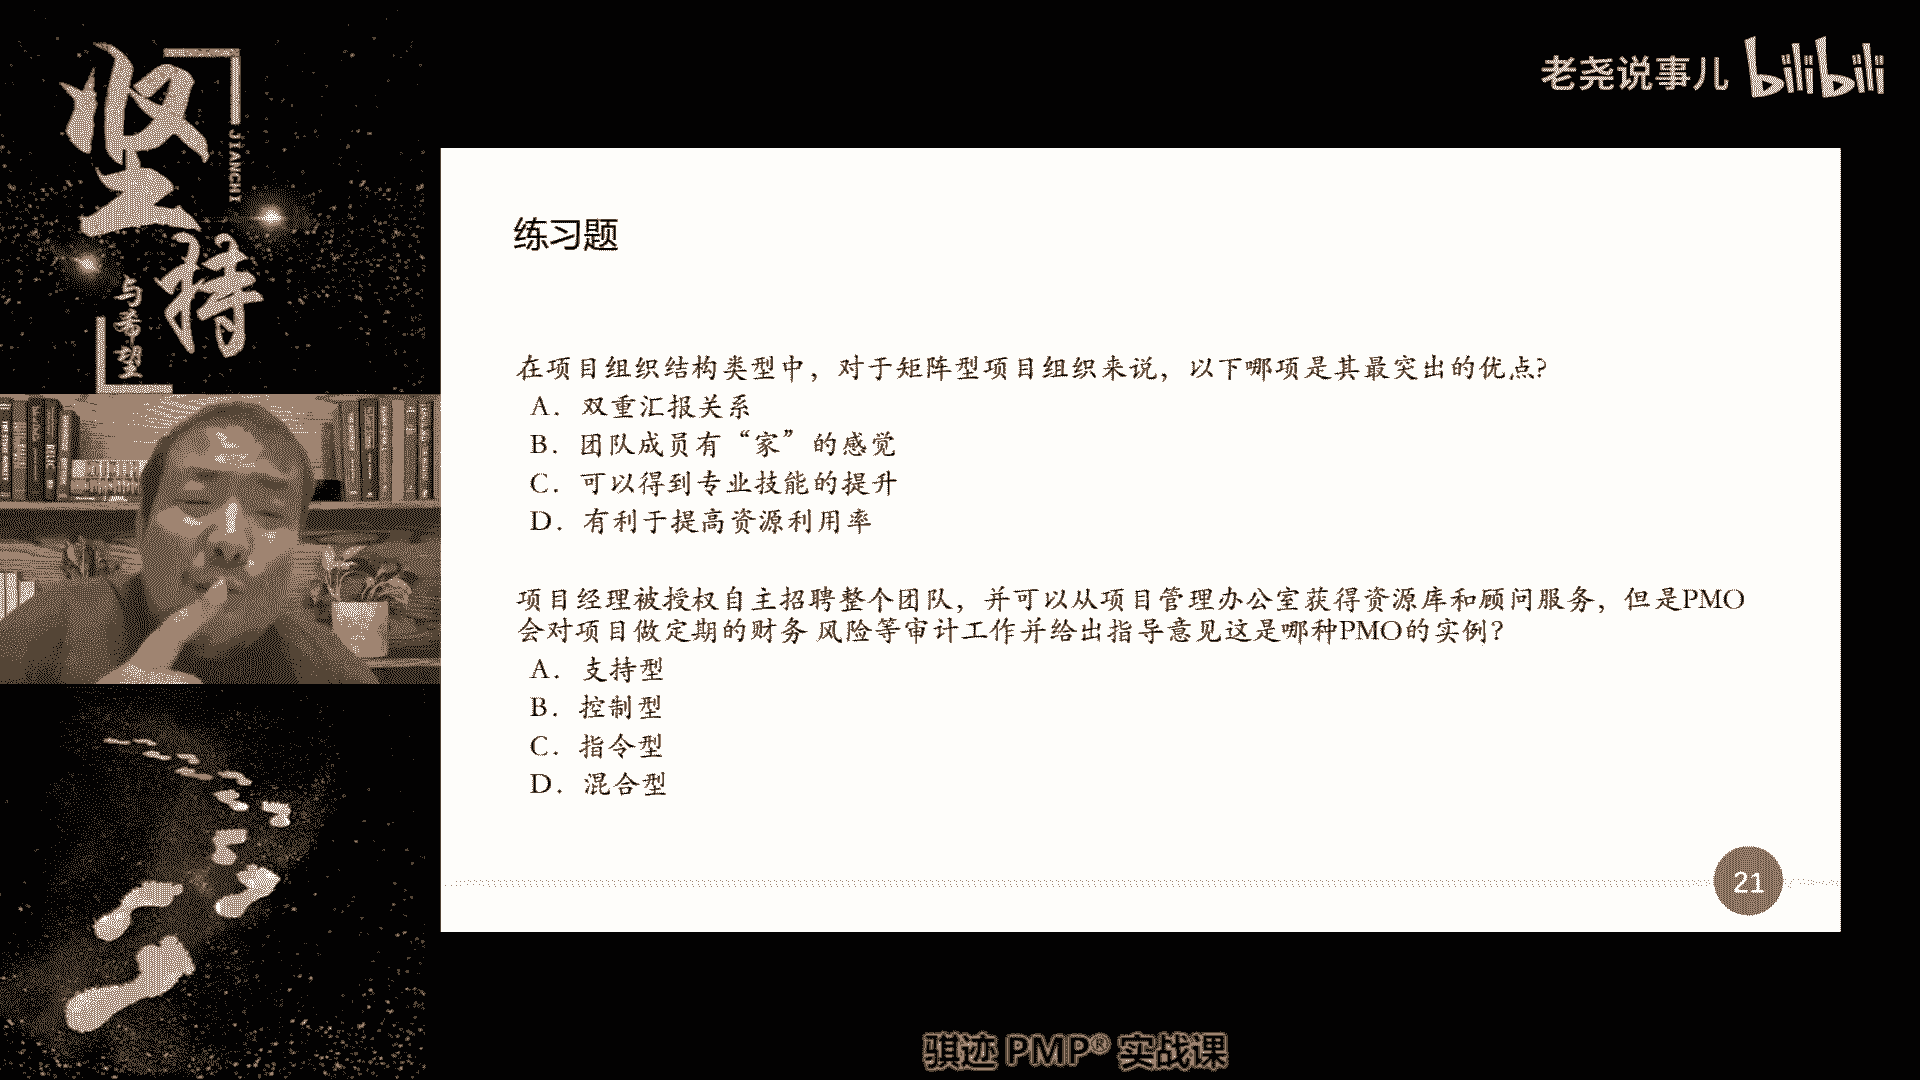 坚持
JIANCHI
与希望
老尧说事儿 bilibili
练习题
在项目组织结构类型中，对于矩阵型项目组织来说，以下哪项是其最突出的优点?
A. 双重汇报关系
B. 团队成员有“家”的感觉
C. 可以得到专业技能的提升
D. 有利于提高资源利用率
项目经理被授权自主招聘整个团队，并可以从项目管理办公室获得资源库和顾问服务，但是PMO
会对项目做定期的财务 风险等审计工作并给出指导意见这是哪种PMO的实例?
A. 支持型
B. 控制型
C. 指令型
D. 混合型
21
骐迹 PMP® 实战课